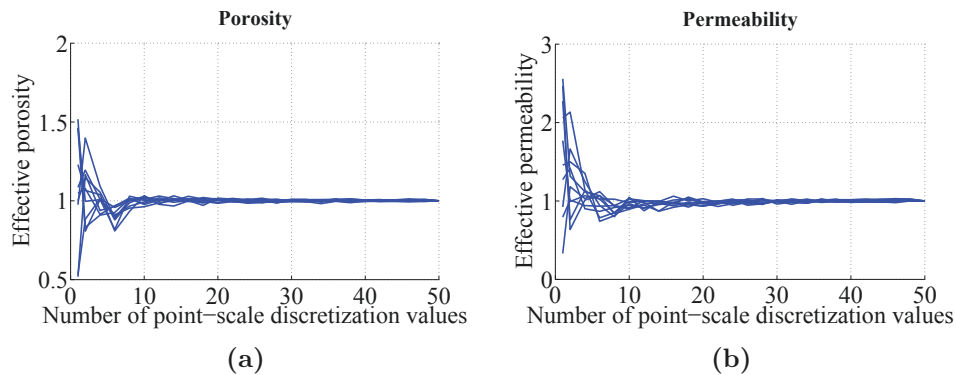 Porosity
2
1.5
1
0.5
0 10 20 30 40 50
Effective porosity
Number of point−scale discretization values
(a)
Permeability
3
2
1
0
0 10 20 30 40 50
Effective permeability
Number of point−scale discretization values
(b)